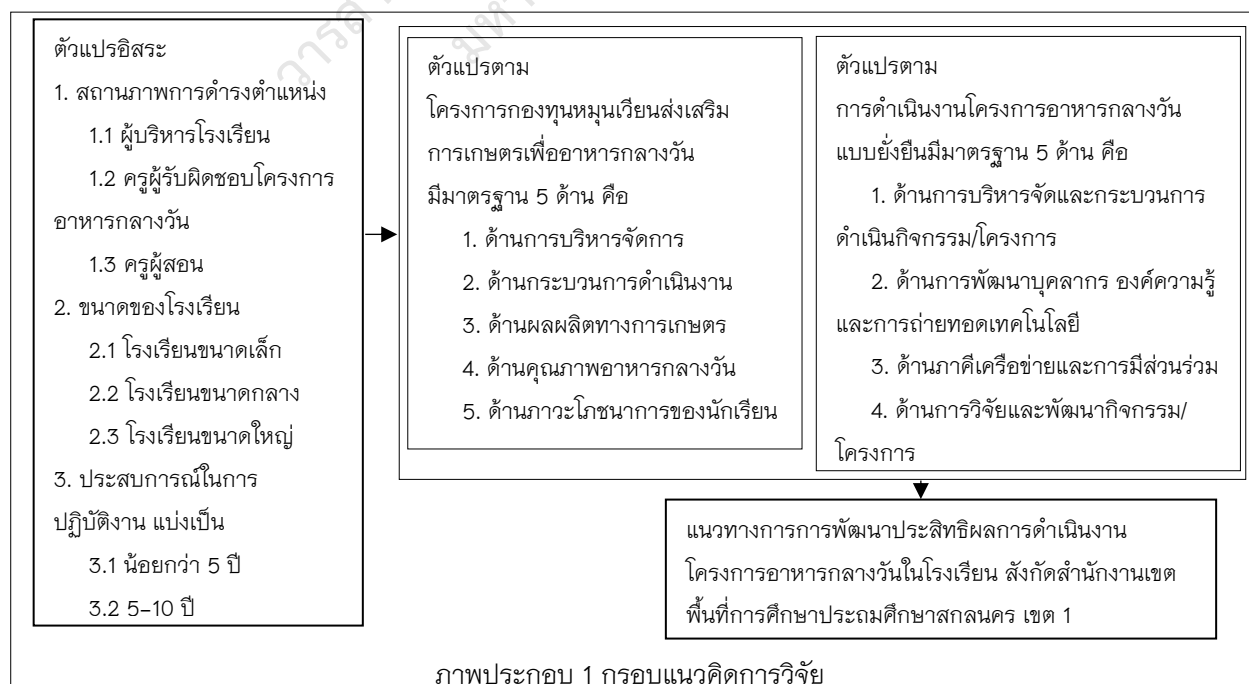 ตัวแปรอิสระ
1. สถานภาพการดำรงตำแหน่ง
1.1 ผู้บริหารโรงเรียน
1.2 ครูผู้รับผิดชอบโครงการ
อาหารกลางวัน
1.3 ครูผู้สอน
2. ขนาดของโรงเรียน
2.1 โรงเรียนขนาดเล็ก
2.2 โรงเรียนขนาดกลาง
2.3 โรงเรียนขนาดใหญ่
3. ประสบการณ์ในการ
ปฏิบัติงาน แบ่งเป็น
3.1 น้อยกว่า 5 ปี
3.2 5–10 ปี
ตัวแปรตาม
โครงการกองทุนหมุนเวียนส่งเสริม
การเกษตรเพื่ออาหารกลางวัน
มีมาตรฐาน 5 ด้าน คือ
1. ด้านการบริหารจัดการ
2. ด้านกระบวนการดำเนินงาน
3. ด้านผลผลิตทางการเกษตร
4. ด้านคุณภาพอาหารกลางวัน
5. ด้านภาวะโภชนาการของนักเรียน
ตัวแปรตาม
การดำเนินงานโครงการอาหารกลางวัน
แบบยั่งยืนมีมาตรฐาน 5 ด้าน คือ
1. ด้านการบริหารจัดและกระบวนการ
ดำเนินกิจกรรม/โครงการ
2. ด้านการพัฒนาบุคลากร องค์ความรู้
และการถ่ายทอดเทคโนโลยี
3. ด้านภาคีเครือข่ายและการมีส่วนร่วม
4. ด้านการวิจัยและพัฒนากิจกรรม/
โครงการ
แนวทางการการพัฒนาประสิทธิผลการดำเนินงาน
โครงการอาหารกลางวันในโรงเรียน สังกัดสำนักงานเขต
พื้นที่การศึกษาประถมศึกษาสกลนคร เขต 1
ภาพประกอบ 1 กรอบแนวคิดการวิจัย